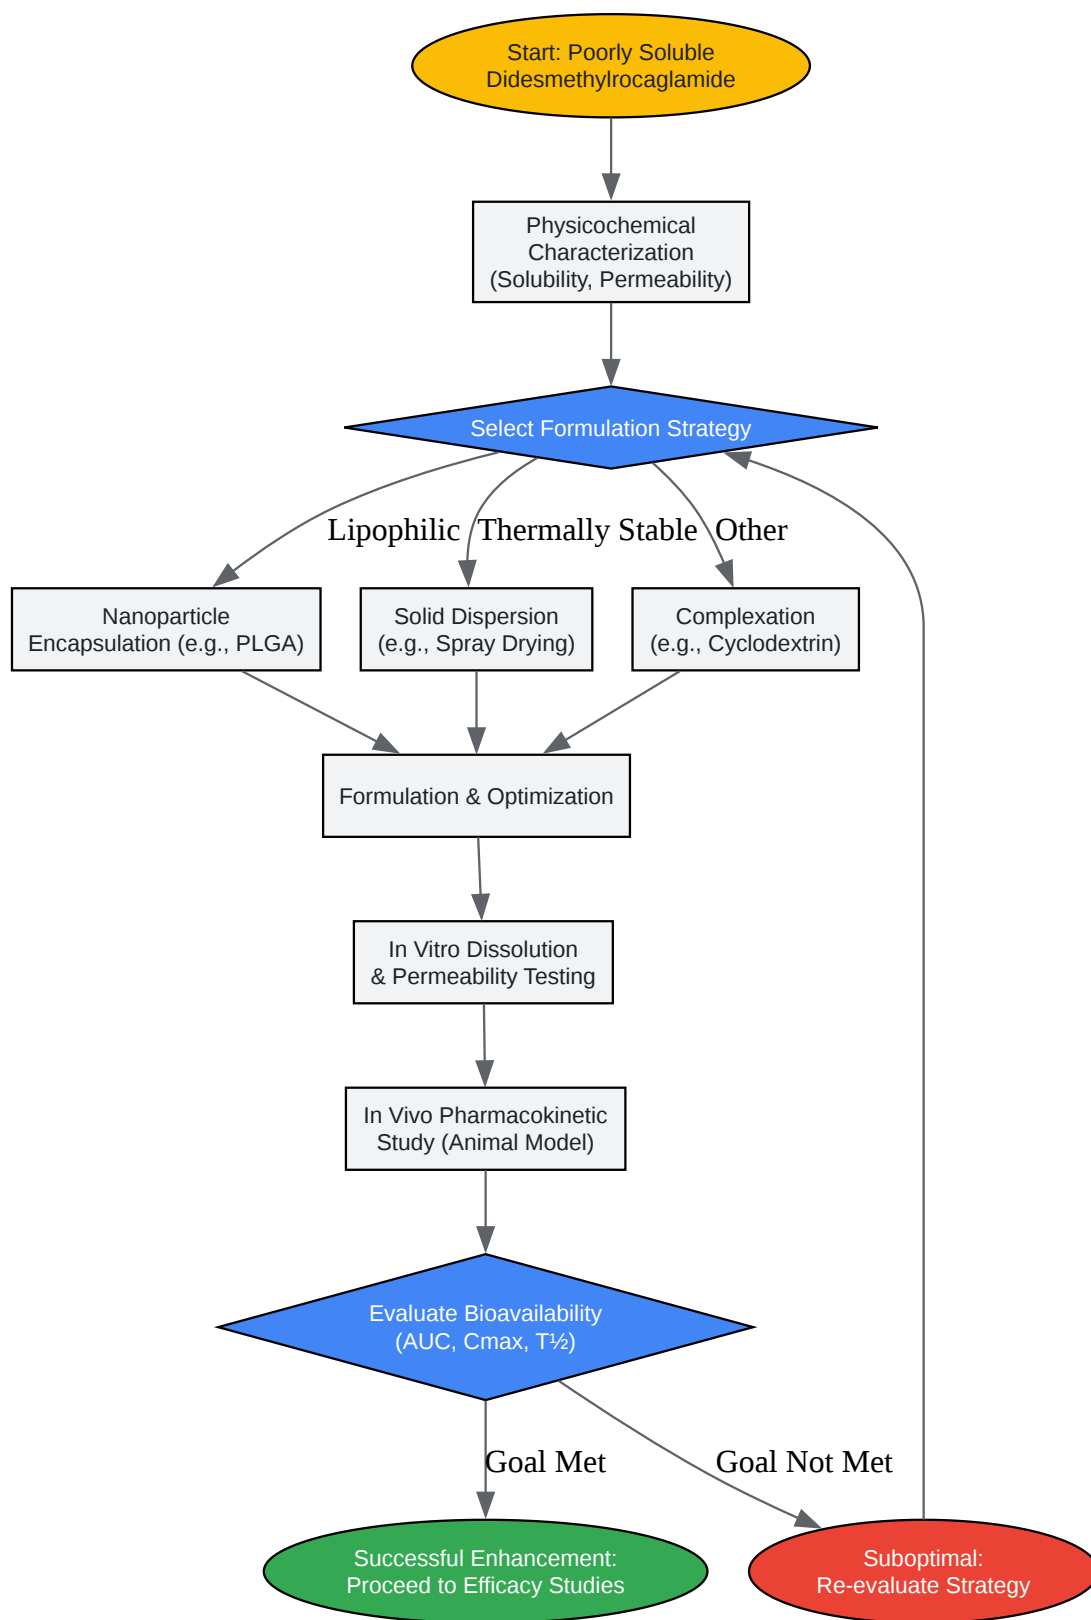 Start: Poorly Soluble
Didesmethylrocaglamide
Physicochemical
Characterization
(Solubility, Permeability)
Select Formulation Strategy
Lipophilic
Thermally Stable
Other
Nanoparticle
Encapsulation (e.g., PLGA)
Solid Dispersion
(e.g., Spray Drying)
Complexation
(e.g., Cyclodextrin)
Formulation & Optimization
In Vitro Dissolution
& Permeability Testing
In Vivo Pharmacokinetic
Study (Animal Model)
Evaluate Bioavailability
(AUC, Cmax, T½)
Goal Met
Goal Not Met
Successful Enhancement:
Proceed to Efficacy Studies
Suboptimal:
Re-evaluate Strategy